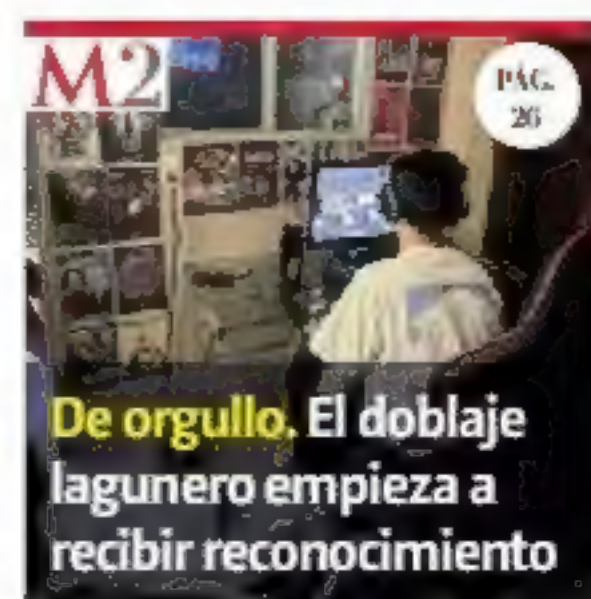 M2
PÁG.
26
De orgullo. El doblaje
lagunero empieza a
recibir reconocimiento